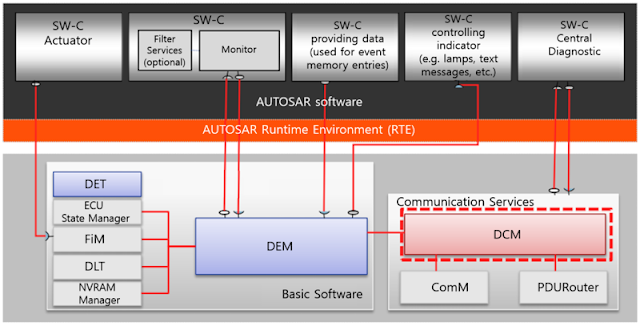 SW-C
Actuator
SW-C
Filter
Services
(optional)
Monitor
SW-C
providing data
(used for event
memory entries)
SW-C
controlling
indicator
(e.g. lamps, text
messages, etc.)
SW-C
Central
Diagnostic
AUTOSAR software
AUTOSAR Runtime Environment (RTE)
DET
ECU
State Manager
FiM
DLT
NVRAM
Manager
DEM
Basic Software
Communication Services
DCM
ComM
PDURouter